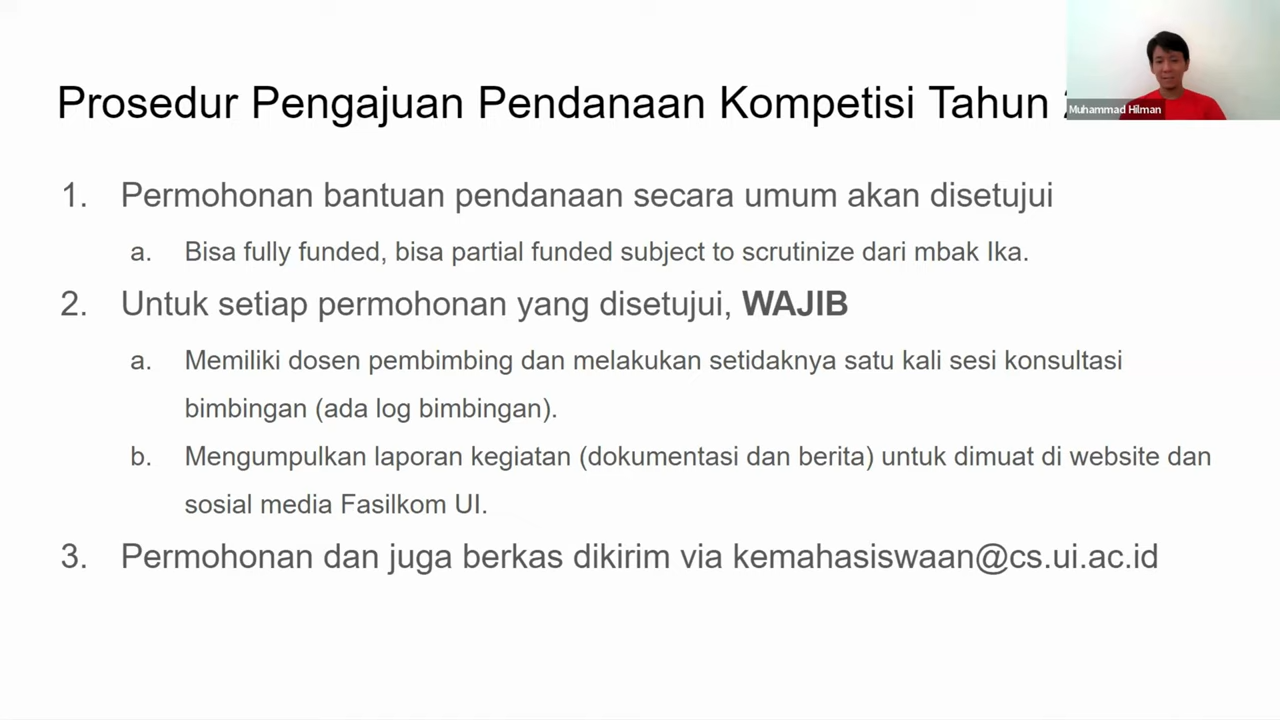 Prosedur Pengajuan Pendanaan Kompetisi Tahun
Muhammad Hilman
1. Permohonan bantuan pendanaan secara umum akan disetujui
a. Bisa fully funded, bisa partial funded subject to scrutinize dari mbak Ika.
2. Untuk setiap permohonan yang disetujui, WAJIB
a. Memiliki dosen pembimbing dan melakukan setidaknya satu kali sesi konsultasi
bimbingan (ada log bimbingan).
b. Mengumpulkan laporan kegiatan (dokumentasi dan berita) untuk dimuat di website dan
sosial media Fasilkom UI.
3. Permohonan dan juga berkas dikirim via kemahasiswaan@cs.ui.ac.id